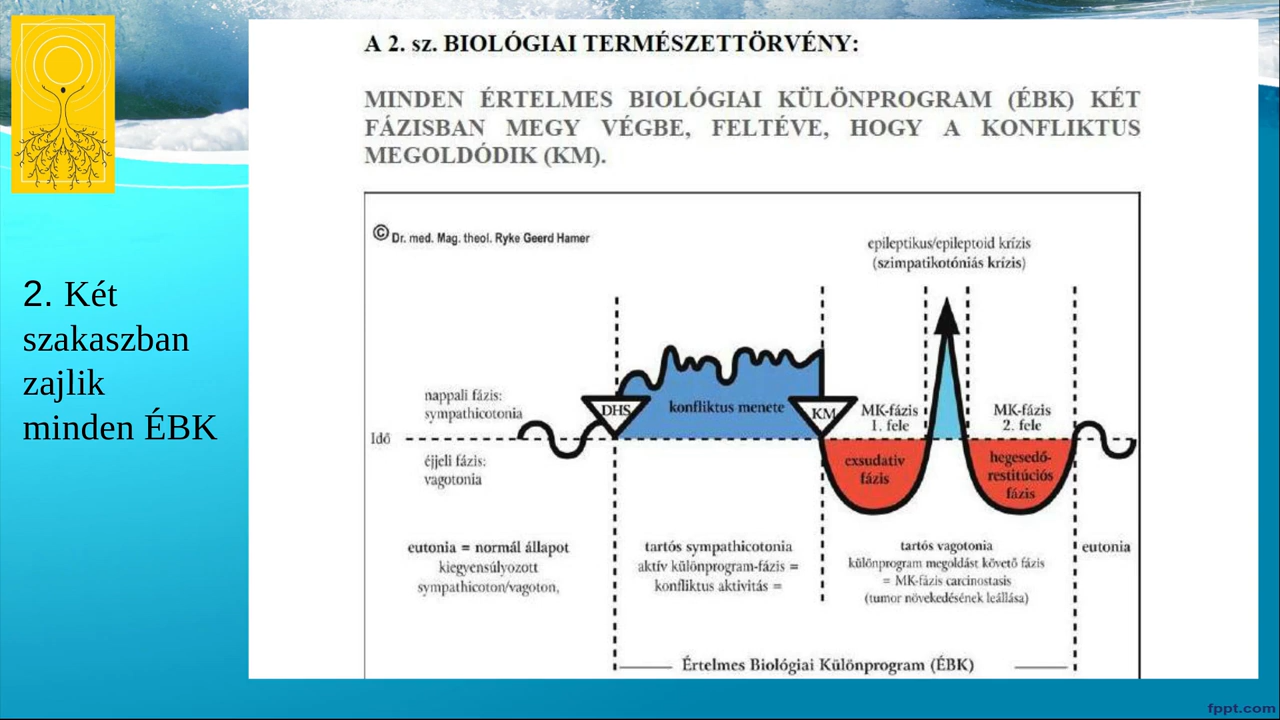 A 2. sz. BIOLÓGIAI TERMÉSZETTÖRVÉNY:
MINDEN ÉRTELMES BIOLÓGIAI KÜLÖNPROGRAM (ÉBK) KÉT
FÁZISBAN MEGY VÉGBE, FELTÉVE, HOGY A KONFLIKTUS
MEGOLDÓDIK (KM).
2. Két
szakaszban
zajlik
minden ÉBK
© Dr. med. Mag. theol. Ryke Geerd Hamer
epileptikus/epileptoid krízis
(szimpatikotóniás krízis)
nappali fázis:
sympathicotonia
Idő
éjjeli fázis:
vagotonia
DHS
konfliktus menete
KM
MK-fázis
1. fele
MK-fázis
2. fele
exsudatív
fázis
hegesedő-
restitúciós
fázis
eutonia = normál állapot
kiegyensúlyozott
sympathicoton/vagoton,
tartós sympathicotonia
aktív különprogram-fázis =
konfliktus aktivitás =
tartós vagotonia
különprogram megoldást követő fázis
= MK-fázis carcinostasis
(tumor növekedésének leállása)
eutonia
Értelmes Biológiai Különprogram (ÉBK)
fppt.com